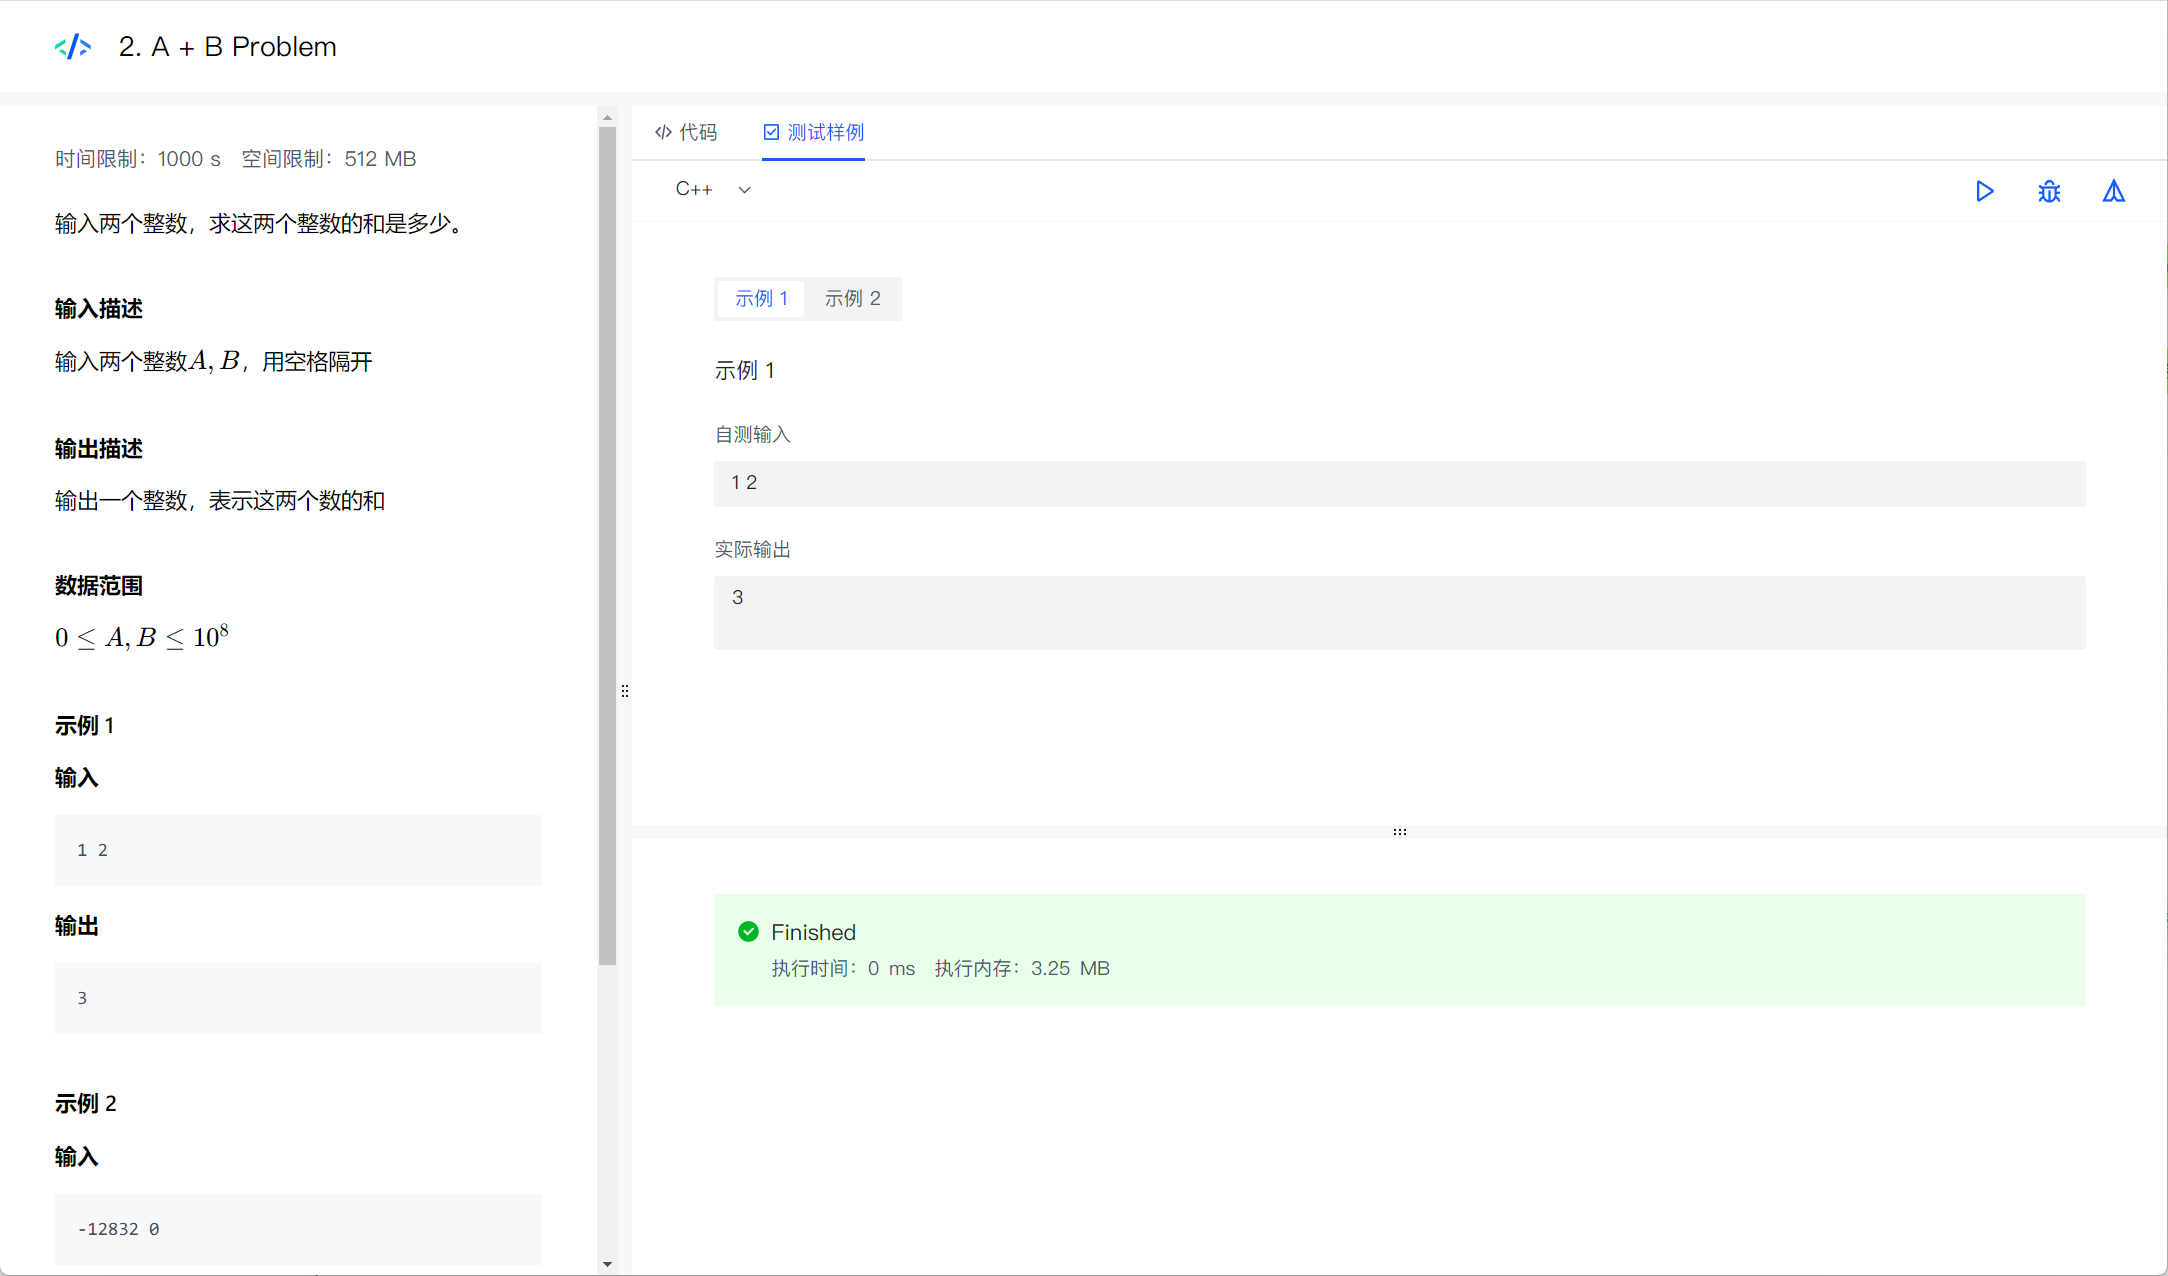 2. A + B Problem
时间限制：1000 s 空间限制：512 MB
输入两个整数，求这两个整数的和是多少。
输入描述
输入两个整数A, B，用空格隔开
输出描述
输出一个整数，表示这两个数的和
数据范围
0 ≤ A, B ≤ 10⁸
示例 1
输入
1 2
输出
3
示例 2
输入
-12832 0
代码 测试样例
C++
示例 1 示例 2
示例 1
自测输入
1 2
实际输出
3
Finished
执行时间：0 ms 执行内存：3.25 MB